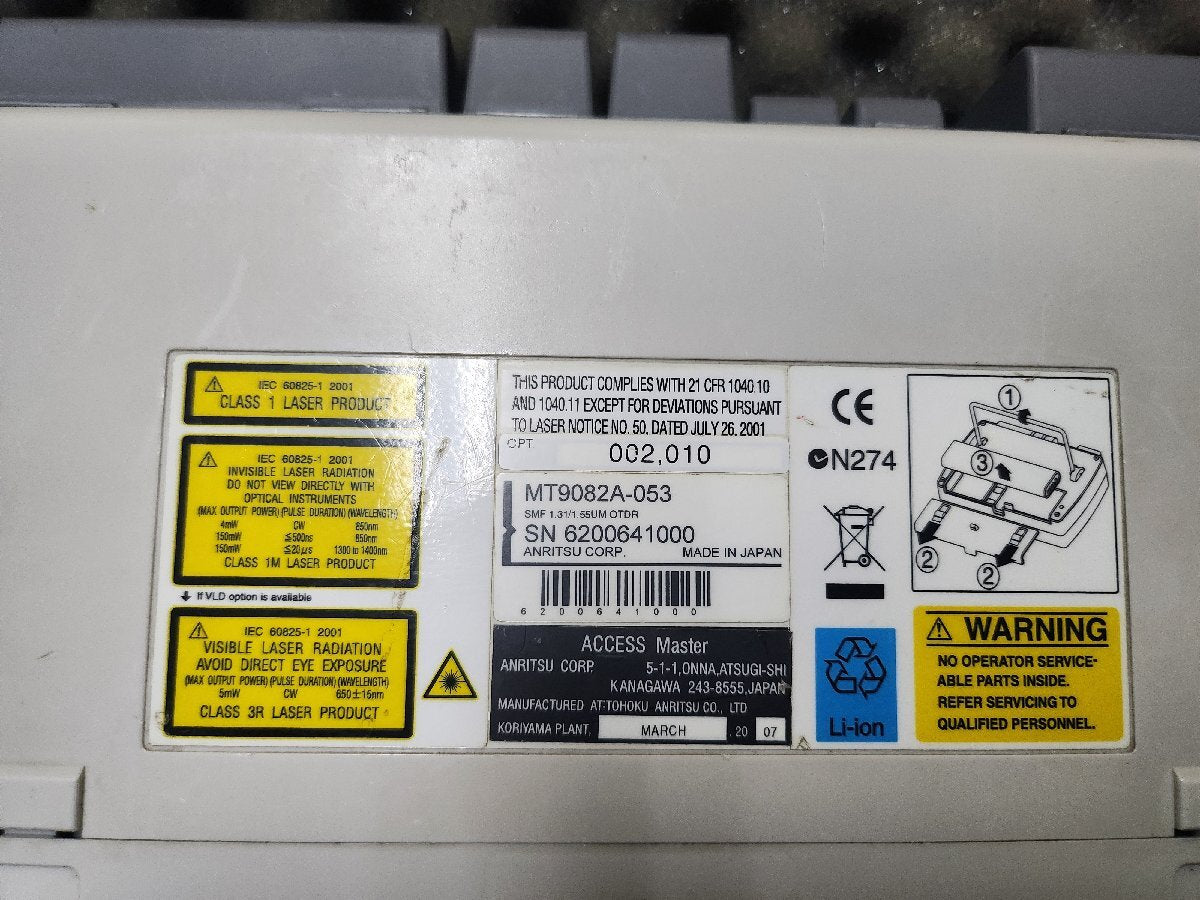 IEC 60825-1 2001
CLASS 1 LASER PRODUCT
IEC 60825-1 2001
INVISIBLE LASER RADIATION
DO NOT VIEW DIRECTLY WITH
OPTICAL INSTRUMENTS
(MAX OUTPUT POWER) (PULSE DURATION) (WAVELENGTH)
4mW CW 850nm
150mW ≦500ns 850nm
150mW ≦20μs 1300 to 1400nm
CLASS 1M LASER PRODUCT
If VLD option is available
IEC 60825-1 2001
VISIBLE LASER RADIATION
AVOID DIRECT EYE EXPOSURE
(MAX OUTPUT POWER) (PULSE DURATION) (WAVELENGTH)
5mW CW 650±15nm
CLASS 3R LASER PRODUCT
THIS PRODUCT COMPLIES WITH 21 CFR 1040.10
AND 1040.11 EXCEPT FOR DEVIATIONS PURSUANT
TO LASER NOTICE NO. 50. DATED JULY 26. 2001
OPT
002,010
MT9082A-053
SMF 1.31/1.55UM OTDR
SN 6200641000
ANRITSU CORP. MADE IN JAPAN
6200641000
ACCESS Master
ANRITSU CORP 5-1-1,ONNA,ATSUGI-SHI
KANAGAWA 243-8555,JAPAN
MANUFACTURED AT-TOHOKU ANRITSU CO., LTD
KORIYAMA PLANT, MARCH .20 07
CE
N274
Li-ion
1
3
2
2
WARNING
NO OPERATOR SERVICE-
ABLE PARTS INSIDE.
REFER SERVICING TO
QUALIFIED PERSONNEL.